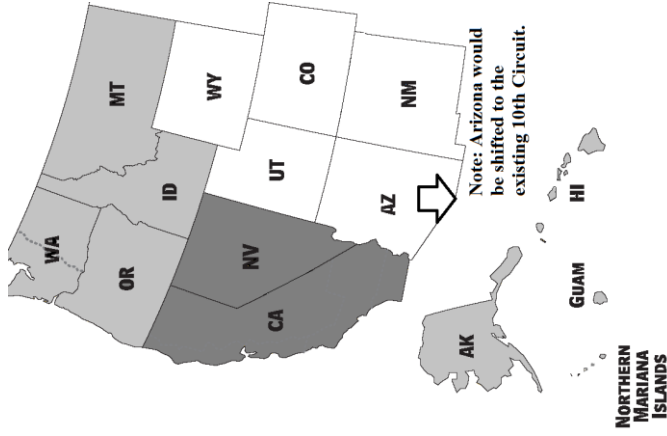 WA
MT
OR
ID
WY
NV
UT
CO
CA
AZ
NM
Note: Arizona would
be shifted to the
existing 10th Circuit.
AK
HI
GUAM
NORTHERN
MARIANA
ISLANDS